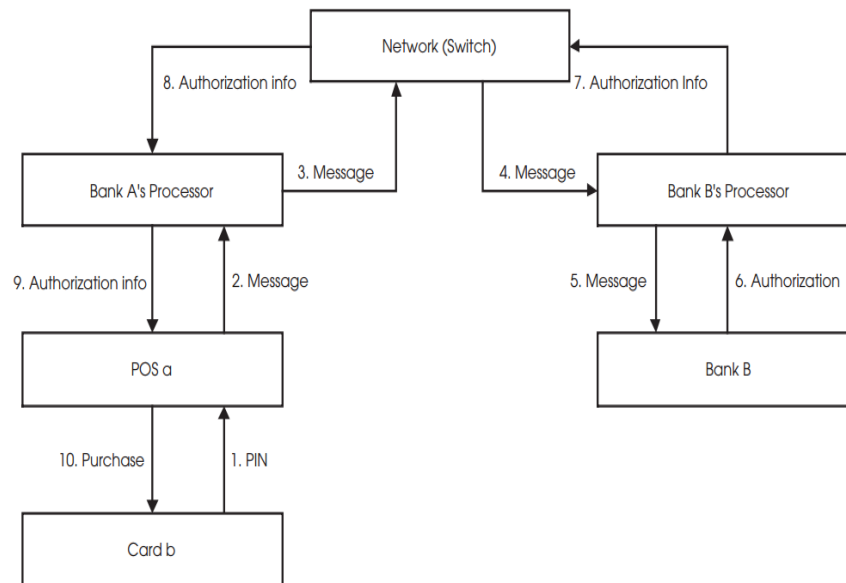 Network (Switch)
8. Authorization info
7. Authorization Info
3. Message
4. Message
Bank A's Processor
Bank B's Processor
9. Authorization info
2. Message
5. Message
6. Authorization
POS a
Bank B
10. Purchase
1. PIN
Card b